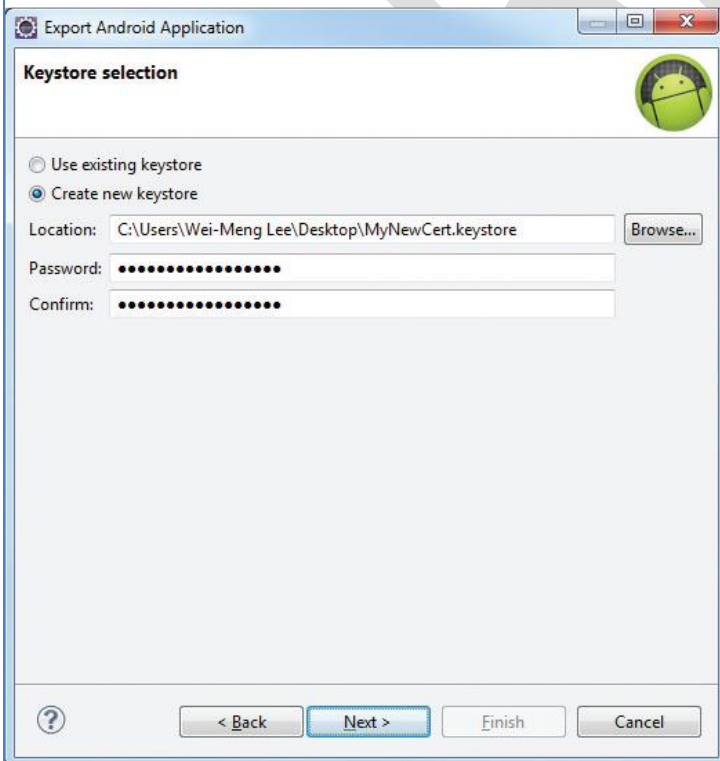 Export Android Application
Keystore selection
Use existing keystore
Create new keystore
Location: C:\Users\Wei-Meng Lee\Desktop\MyNewCert.keystore Browse...
Password: •••••••••••••••••
Confirm: •••••••••••••••••
? < Back Next > Finish Cancel